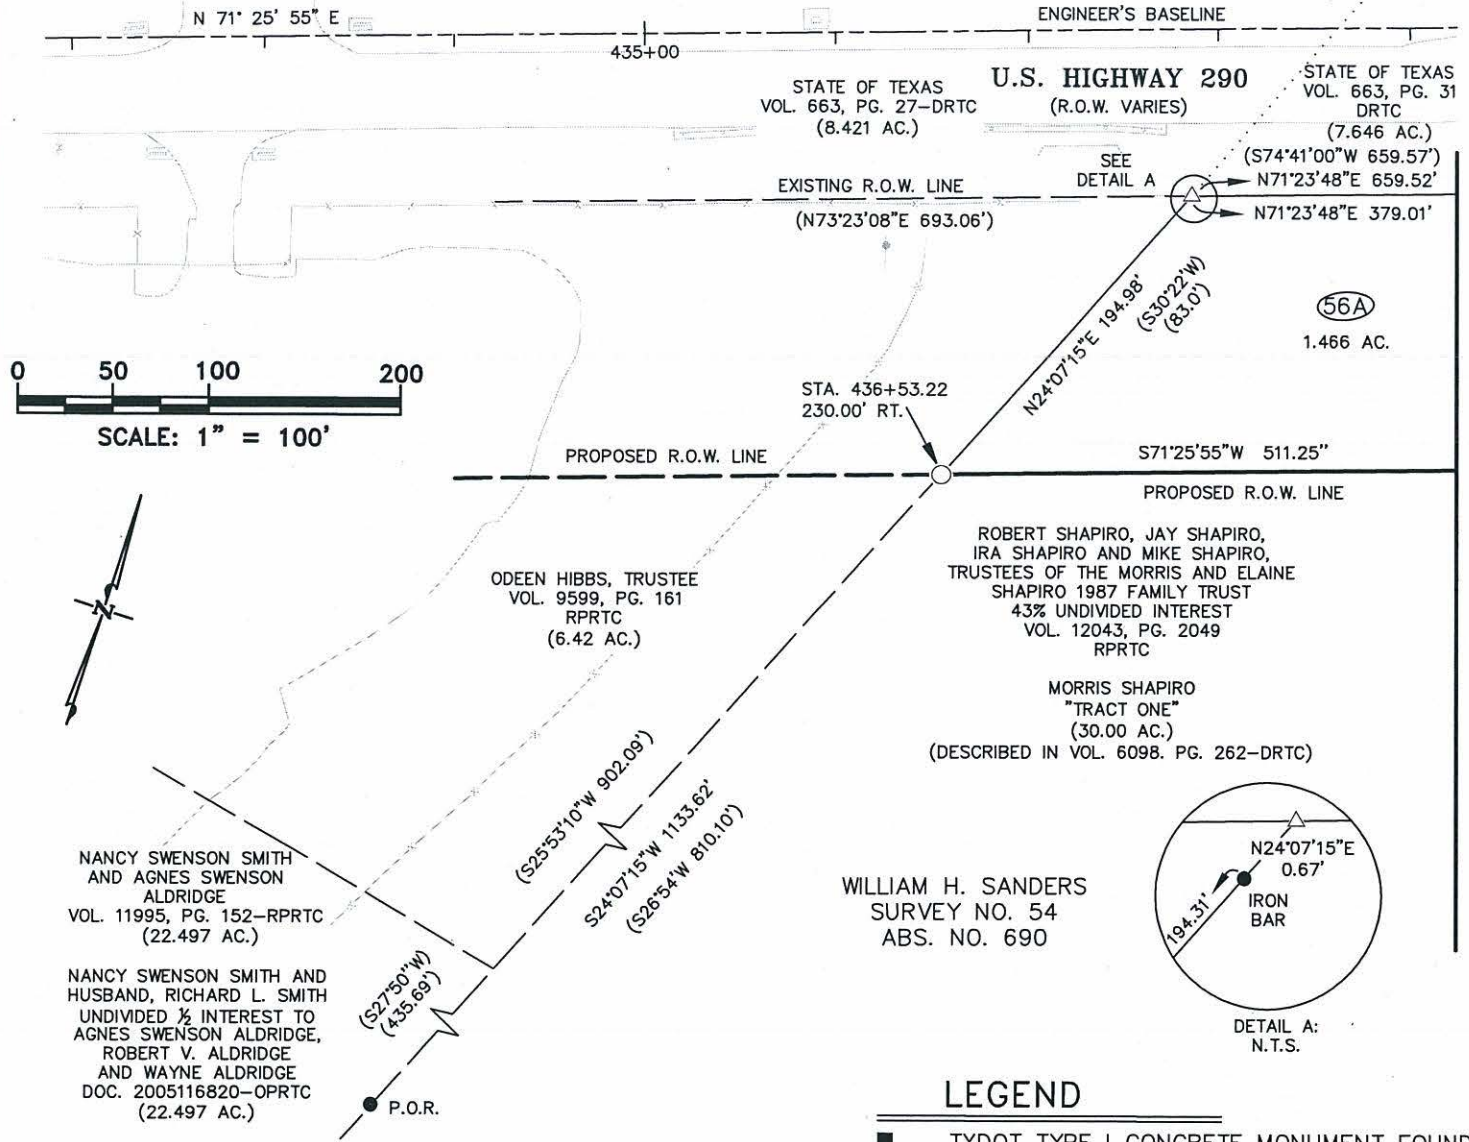 N 71° 25' 55" E
ENGINEER'S BASELINE
435+00
U.S. HIGHWAY 290
(R.O.W. VARIES)
STATE OF TEXAS
VOL. 663, PG. 27-DRTC
(8.421 AC.)
STATE OF TEXAS
VOL. 663, PG. 31
DRTC
(7.646 AC.)
(S74°41'00"W 659.57')
N71°23'48"E 659.52'
N71°23'48"E 379.01'
SEE
DETAIL A
EXISTING R.O.W. LINE
(N73°23'08"E 693.06')
N24°07'15"E 194.98'
(S30°22'W)
(83.0')
56A
1.466 AC.
0 50 100 200
SCALE: 1" = 100'
STA. 436+53.22
230.00' RT.
PROPOSED R.O.W. LINE
S71°25'55"W 511.25"
PROPOSED R.O.W. LINE
N
ODEEN HIBBS, TRUSTEE
VOL. 9599, PG. 161
RPRTC
(6.42 AC.)
ROBERT SHAPIRO, JAY SHAPIRO,
IRA SHAPIRO AND MIKE SHAPIRO,
TRUSTEES OF THE MORRIS AND ELAINE
SHAPIRO 1987 FAMILY TRUST
43% UNDIVIDED INTEREST
VOL. 12043, PG. 2049
RPRTC
MORRIS SHAPIRO
"TRACT ONE"
(30.00 AC.)
(DESCRIBED IN VOL. 6098. PG. 262-DRTC)
(S25°53'10"W 902.09')
S24°07'15"W 1133.62'
(S26°54'W 810.10')
NANCY SWENSON SMITH
AND AGNES SWENSON
ALDRIDGE
VOL. 11995, PG. 152-RPRTC
(22.497 AC.)
NANCY SWENSON SMITH AND
HUSBAND, RICHARD L. SMITH
UNDIVIDED ½ INTEREST TO
AGNES SWENSON ALDRIDGE,
ROBERT V. ALDRIDGE
AND WAYNE ALDRIDGE
DOC. 2005116820-OPRTC
(22.497 AC.)
(S27°50"W)
(435.69')
P.O.R.
WILLIAM H. SANDERS
SURVEY NO. 54
ABS. NO. 690
N24°07'15"E
0.67'
194.31'
IRON
BAR
DETAIL A:
N.T.S.
LEGEND
TXDOT TYPE I CONCRETE MONUMENT FOUND